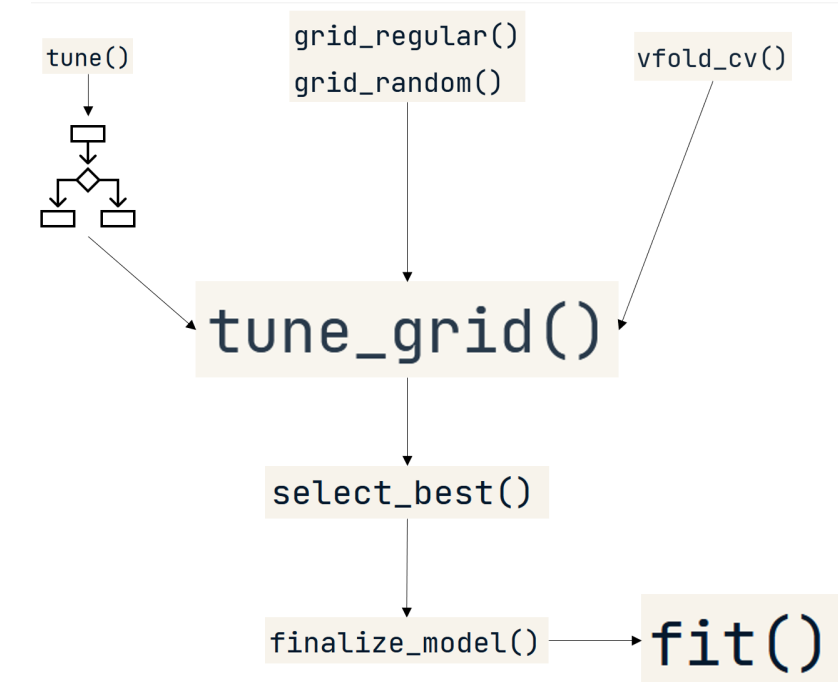 tune()
grid_regular()
grid_random()
vfold_cv()
tune_grid()
select_best()
finalize_model()
fit()